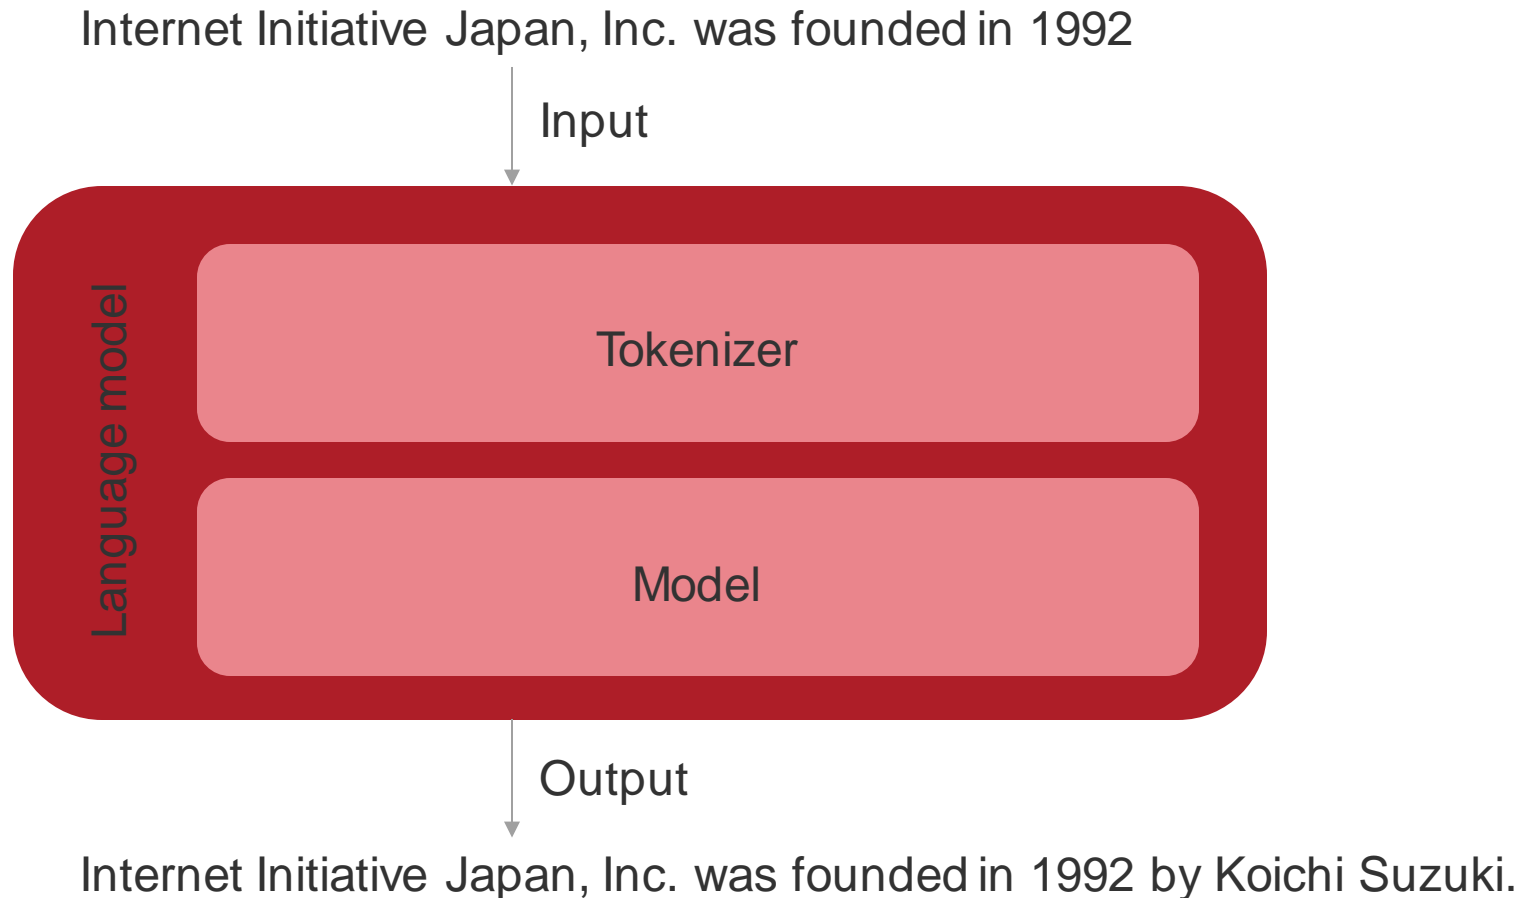 Internet Initiative Japan, Inc. was founded in 1992
Input
Language model
Tokenizer
Model
Output
Internet Initiative Japan, Inc. was founded in 1992 by Koichi Suzuki.